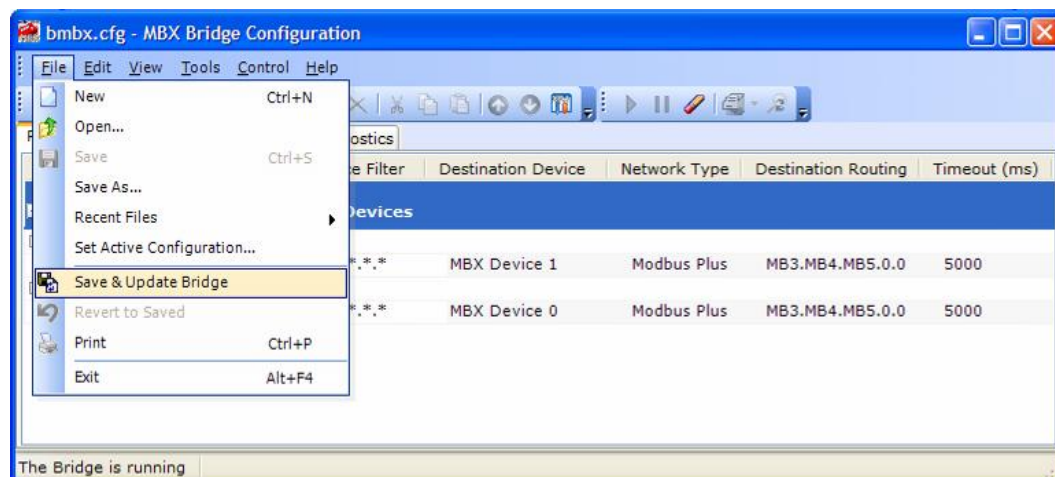 bmbx.cfg - MBX Bridge Configuration
File Edit View Tools Control Help
New Ctrl+N
Open...
ostics
Save Ctrl+S
e Filter Destination Device Network Type Destination Routing Timeout (ms)
Save As...
Recent Files
Devices
Set Active Configuration...
*.*.* MBX Device 1 Modbus Plus MB3.MB4.MB5.0.0 5000
Save & Update Bridge
Revert to Saved
*.*.* MBX Device 0 Modbus Plus MB3.MB4.MB5.0.0 5000
Print Ctrl+P
Exit Alt+F4
The Bridge is running